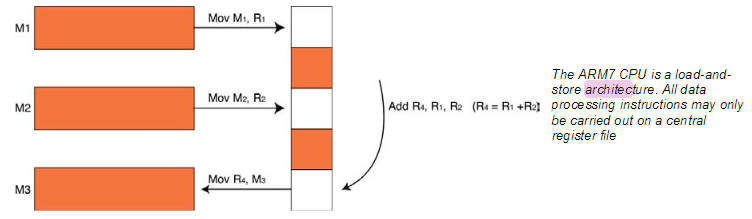 M1
Mov M1, R1
M2
Mov M2, R2
Add R4, R1, R2 (R4 = R1 +R2)
M3
Mov R4, M3
The ARM7 CPU is a load-and-
store architecture. All data
processing instructions may only
be carried out on a central
register file